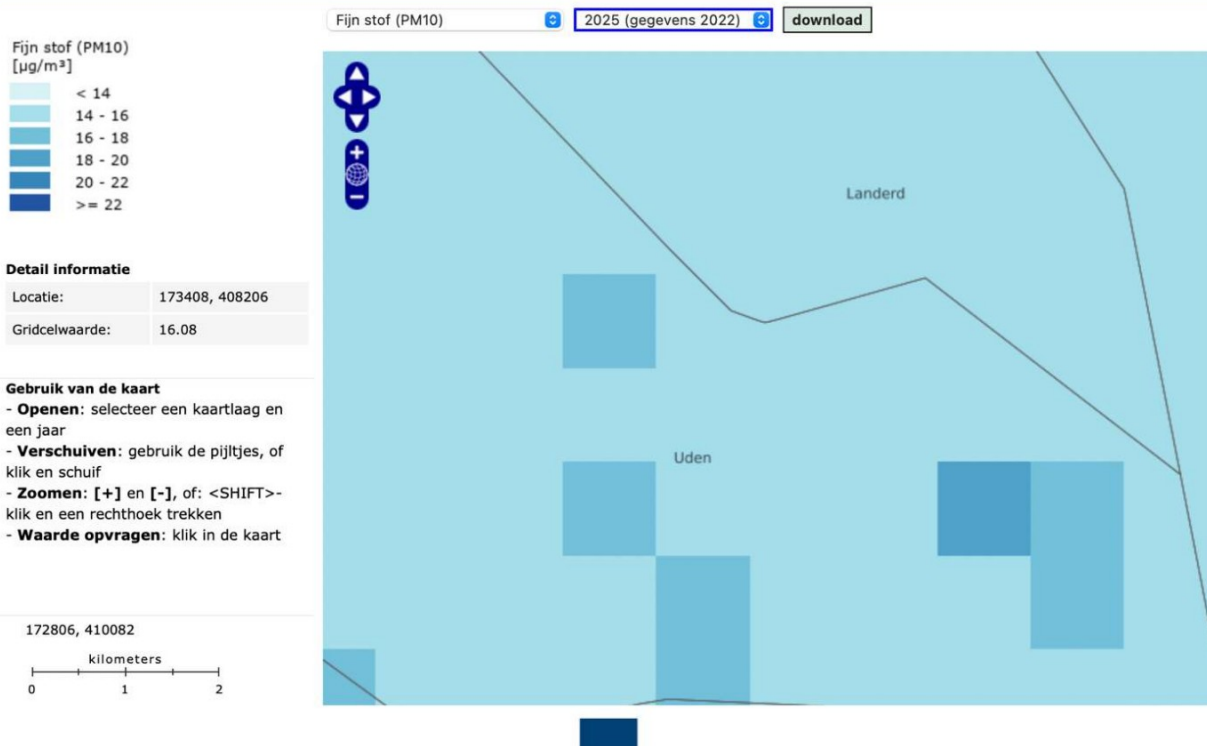 Fijn stof (PM10)
2025 (gegevens 2022)
download
Fijn stof (PM10)
[µg/m³]
< 14
14 - 16
16 - 18
18 - 20
20 - 22
>= 22
Detail informatie
Locatie: 173408, 408206
Gridcelwaarde: 16.08
Gebruik van de kaart
- Openen: selecteer een kaartlaag en
een jaar
- Verschuiven: gebruik de pijltjes, of
klik en schuif
- Zoomen: [+] en [-], of: <SHIFT>-
klik en een rechthoek trekken
- Waarde opvragen: klik in de kaart
172806, 410082
kilometers
0 1 2
Landerd
Uden